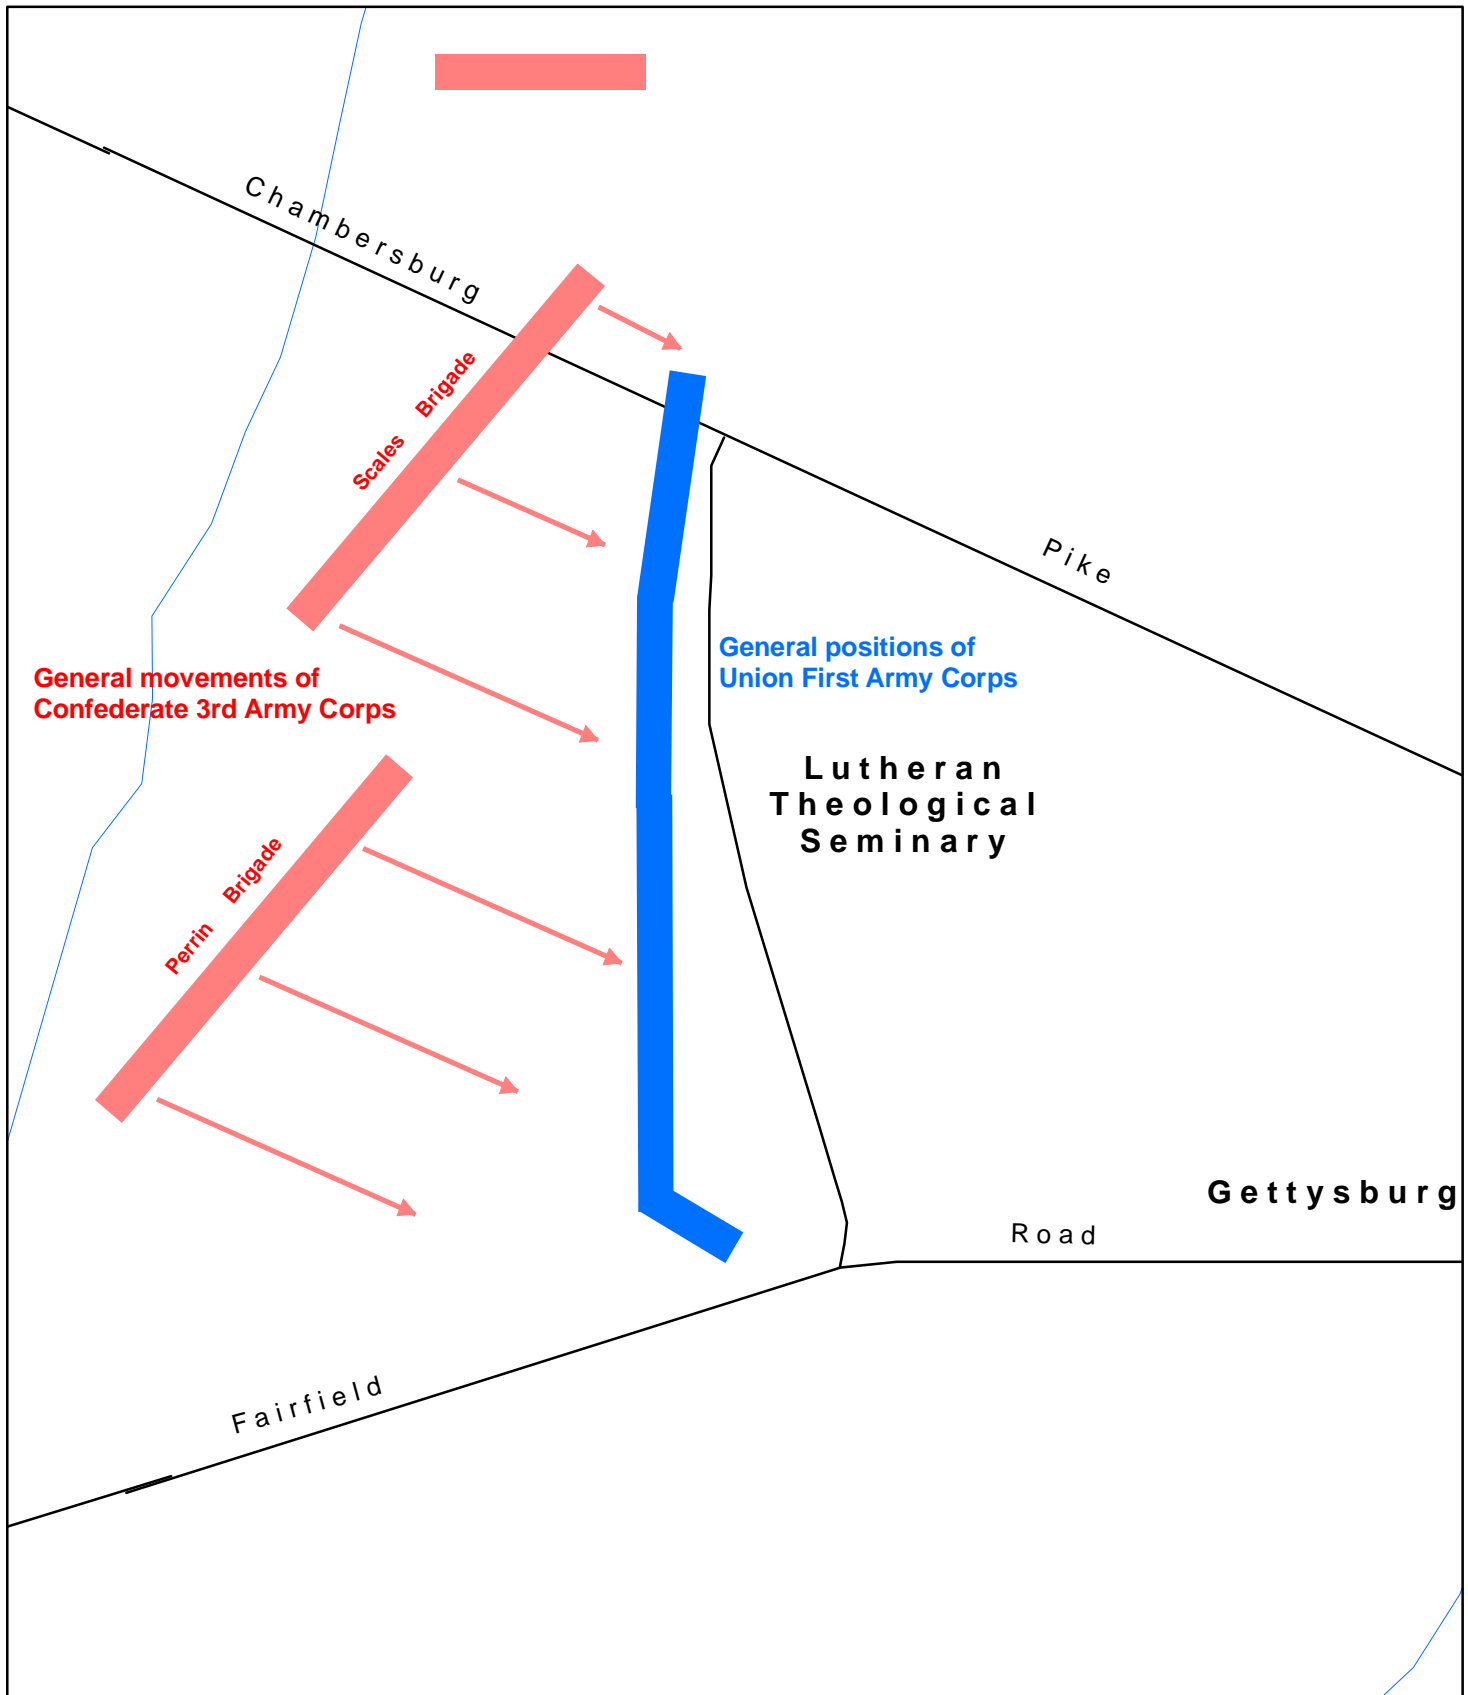 Chambersburg
Scales Brigade
Pike
General positions of
Union First Army Corps
General movements of
Confederate 3rd Army Corps
Lutheran
Theological
Seminary
Perrin Brigade
Gettysburg
Road
Fairfield